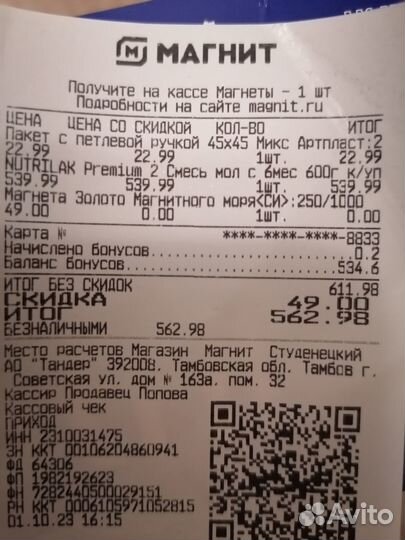 МАГНИТ
Получите на кассе Магнеты - 1 шт
Подробности на сайте magnit.ru
ЦЕНА ЦЕНА СО СКИДКОЙ КОЛ-ВО ИТОГ
Пакет с петлевой ручкой 45x45 Микс Артпласт:2
22.99 22.99 1шт. 22.99
NUTRILAK Premium 2 Смесь мол с 6мес 600г к/уп
539.99 539.99 1шт. 539.99
Магнета Золото Магнитного моря<СИ>:250/1000
49.00 0.00 1шт. 0.00
Карта № ****-****-****-8833
Начислено бонусов 0.2
Баланс бонусов 534.6
ИТОГ БЕЗ СКИДОК 611.98
СКИДКА 49.00
ИТОГ 562.98
БЕЗНАЛИЧНЫМИ 562.98
Место расчетов Магазин Магнит Студенецкий
АО "Тандер" 392008, Тамбовская обл, Тамбов г,
Советская ул, дом № 163а, пом. 32
Кассир Продавец Попова
Кассовый чек
ПРИХОД
ИНН 2310031475
ЗН ККТ 00106204860941
ФД 64306
ФП 1982192623
ФН 7282440500029151
РН ККТ 0006105971052815
01.10.23 16:15
Avito